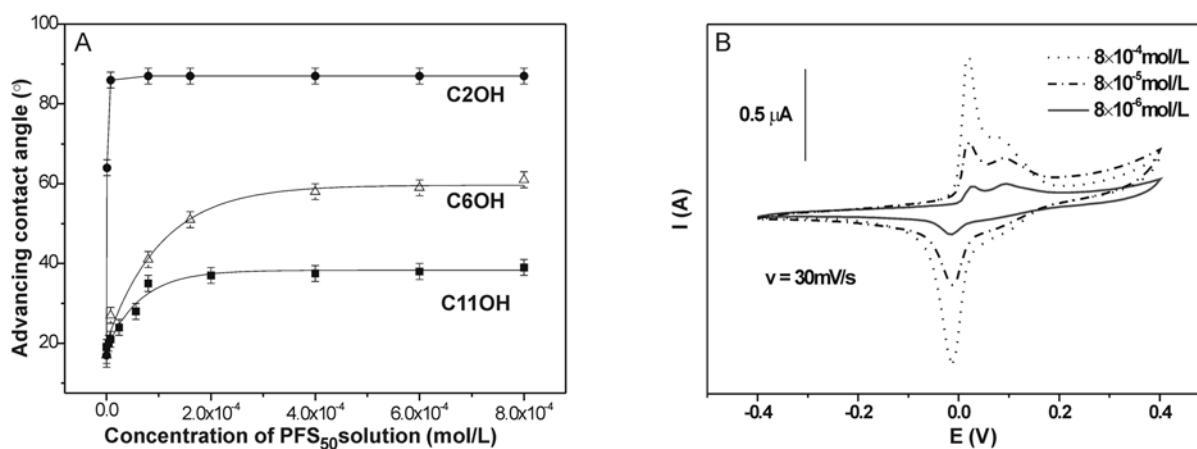 A
Advancing contact angle (°)
100
80
60
40
20
C2OH
C6OH
C11OH
0.0
2.0x10⁻⁴
4.0x10⁻⁴
6.0x10⁻⁴
8.0x10⁻⁴
Concentration of PFS₅₀solution (mol/L)
B
8×10⁻⁴mol/L
8×10⁻⁵mol/L
8×10⁻⁶mol/L
0.5 μA
I (A)
v = 30mV/s
-0.4
-0.2
0.0
0.2
0.4
E (V)